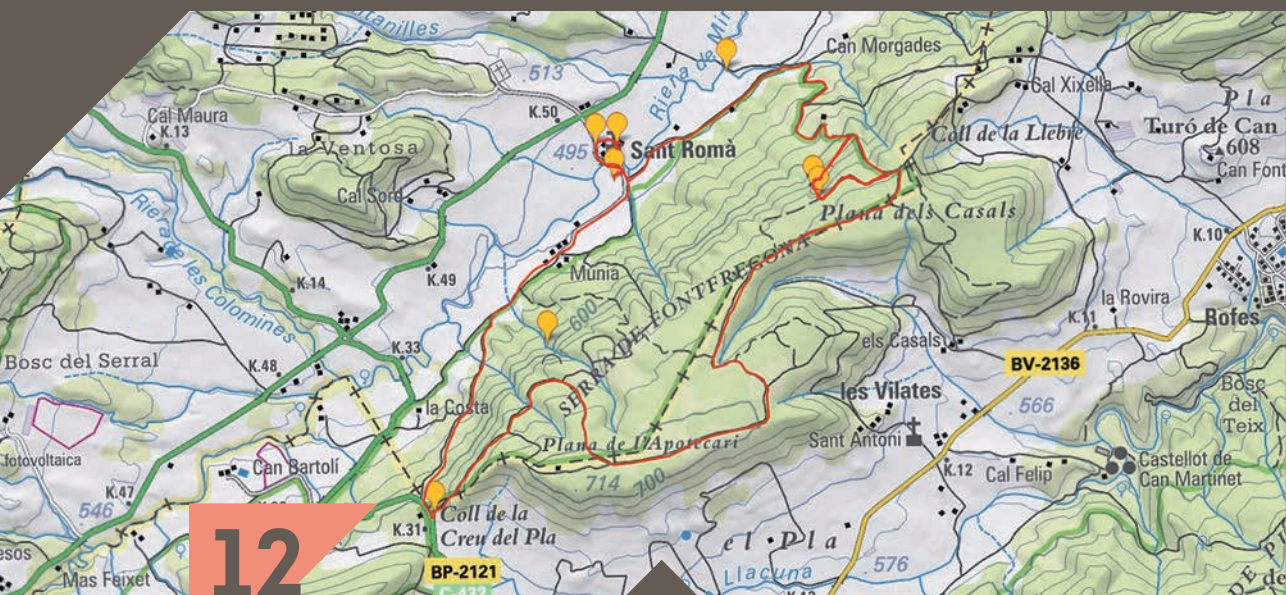 .513
Can Morgades
Riera de Mir
Cal Maura
K.13
K.50
Cal Xixella
Pla
la Ventosa
495
Sant Romà
Coll de la Llebre
Turó de Can
608
Can Font
Cal Soré
Plana dels Casals
Riera de les Colomines
K.10
K.14
K.49
Múnia
SERRA DE FONTFREGONA
600
la Rovira
K.11
Rofes
K.33
els Casals
Bosc del Serral
K.48
BV-2136
les Vilates
Bosc
del
Teix
la Costa
566
Plana de l'Apotecari
Sant Antoni
fotovoltaica
Can Bartolí
K.12
Cal Felip
Castellot de
Can Martinet
K.47
714
700
546
K.31
Coll de la
Creu del Pla
el Pla
12
Mas Feixet
BP-2121
Llacuna
576